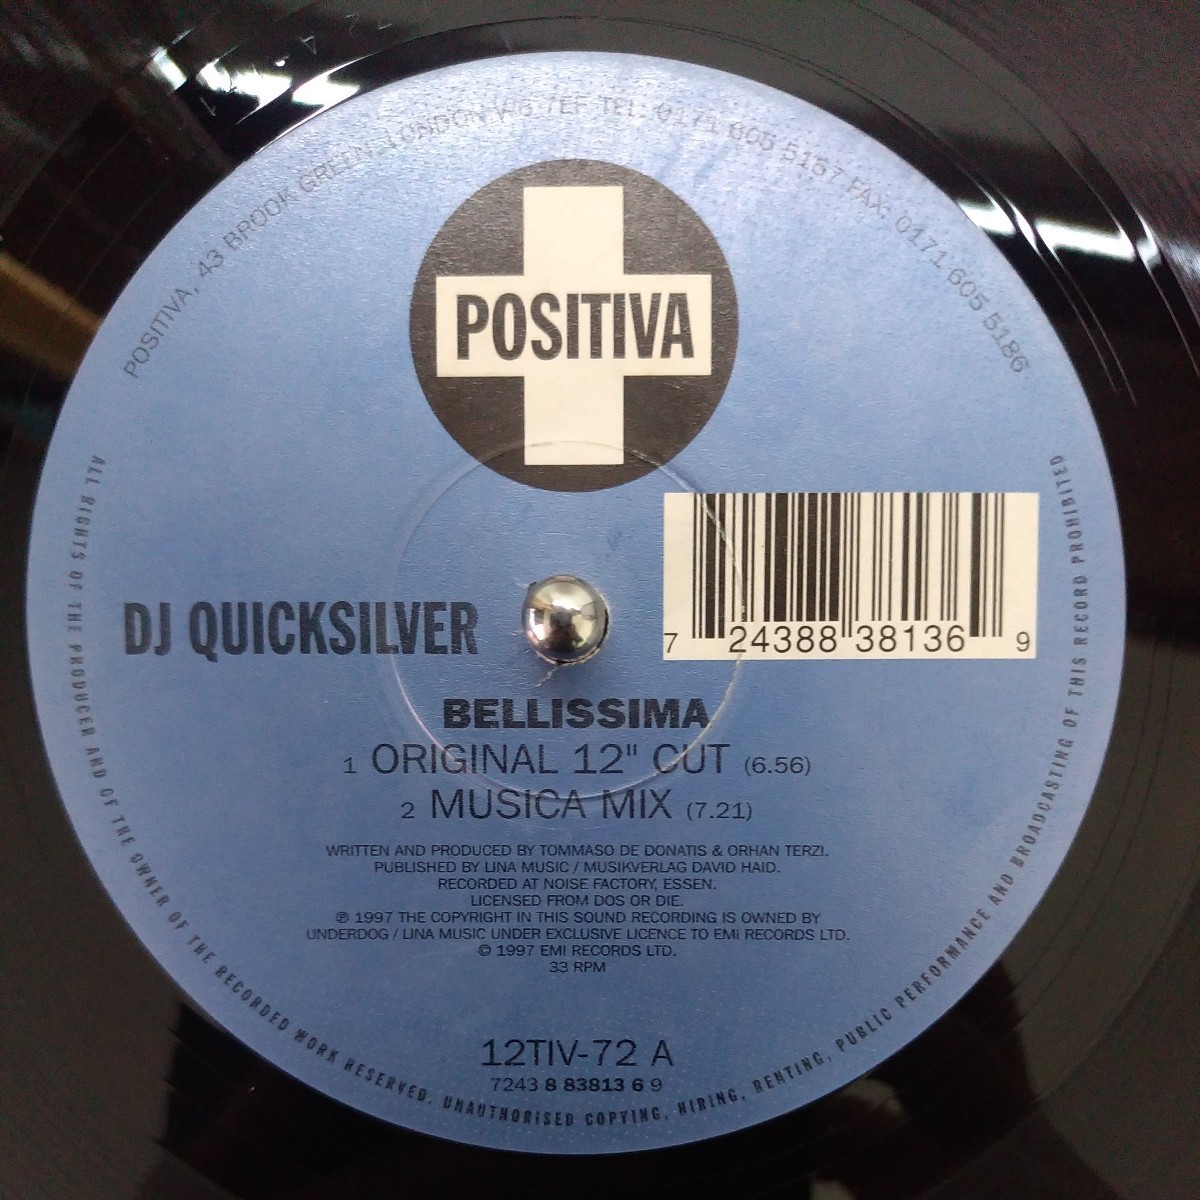 POSITIVA, 43 BROOK GREEN, LONDON W6 7EF TEL: 0171 605 5157 FAX: 0171 605 5186
POSITIVA
7 24388 38136 9
DJ QUICKSILVER
BELLISSIMA
1 ORIGINAL 12" CUT (6.56)
2 MUSICA MIX (7.21)
WRITTEN AND PRODUCED BY TOMMASO DE DONATIS & ORHAN TERZI.
PUBLISHED BY LINA MUSIC / MUSIKVERLAG DAVID HAID.
RECORDED AT NOISE FACTORY, ESSEN.
LICENSED FROM DOS OR DIE.
℗ 1997 THE COPYRIGHT IN THIS SOUND RECORDING IS OWNED BY
UNDERDOG / LINA MUSIC UNDER EXCLUSIVE LICENCE TO EMI RECORDS LTD.
© 1997 EMI RECORDS LTD.
33 RPM
12TIV-72 A
7243 8 83813 6 9
ALL RIGHTS OF THE PRODUCER AND OF THE OWNER OF THE RECORDED WORK RESERVED. UNAUTHORISED COPYING, HIRING, RENTING, PUBLIC PERFORMANCE AND BROADCASTING OF THIS RECORD PROHIBITED